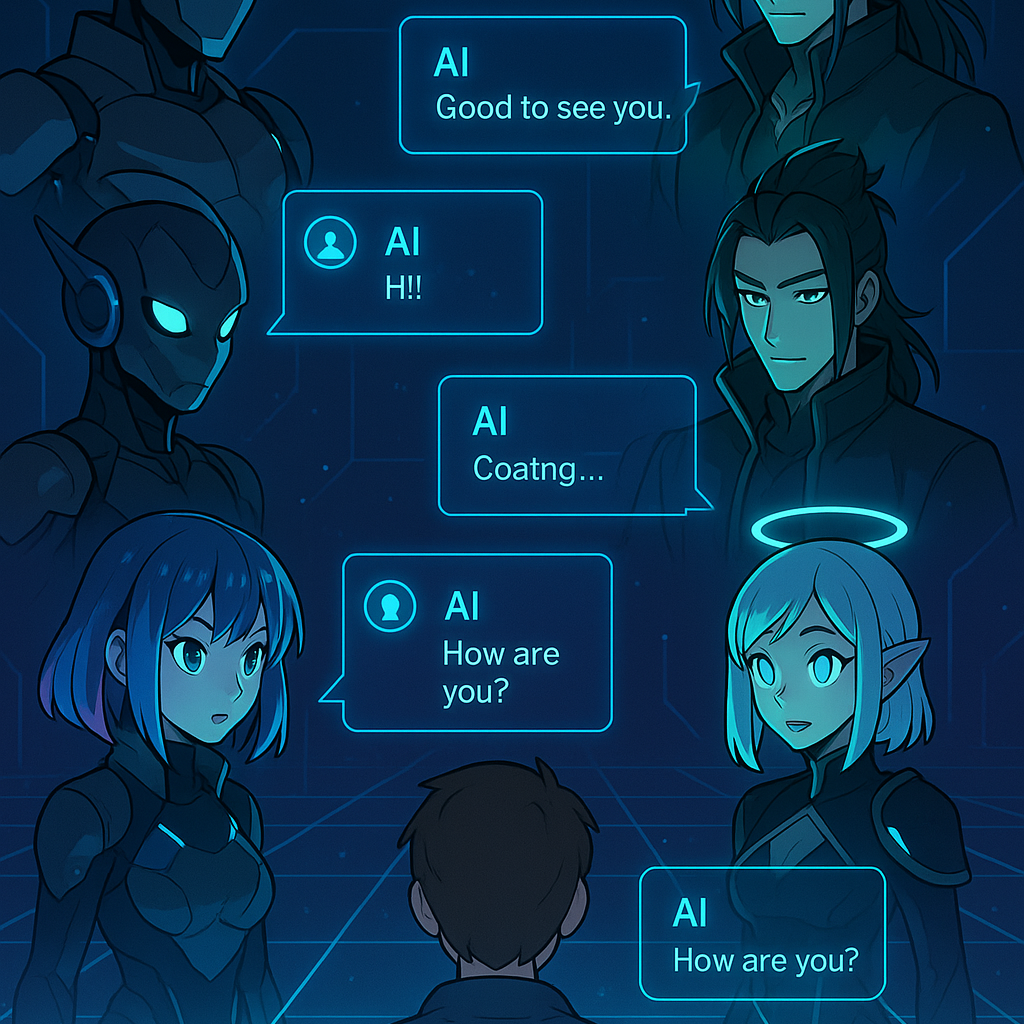 AI
Good to see you.
AI
H!!
AI
Coatng...
AI
How are
you?
AI
How are you?